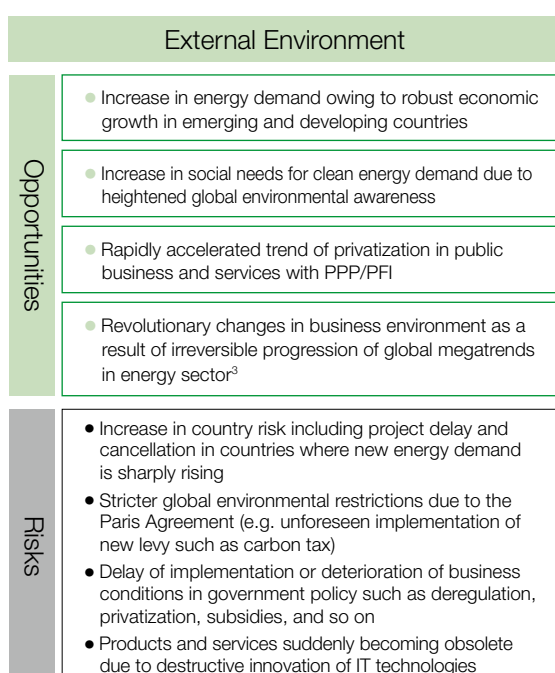 External Environment
Opportunities
● Increase in energy demand owing to robust economic
growth in emerging and developing countries
● Increase in social needs for clean energy demand due to
heightened global environmental awareness
● Rapidly accelerated trend of privatization in public
business and services with PPP/PFI
● Revolutionary changes in business environment as a
result of irreversible progression of global megatrends
in energy sector³
Risks
● Increase in country risk including project delay and
cancellation in countries where new energy demand
is sharply rising
● Stricter global environmental restrictions due to the
Paris Agreement (e.g. unforeseen implementation of
new levy such as carbon tax)
● Delay of implementation or deterioration of business
conditions in government policy such as deregulation,
privatization, subsidies, and so on
● Products and services suddenly becoming obsolete
due to destructive innovation of IT technologies